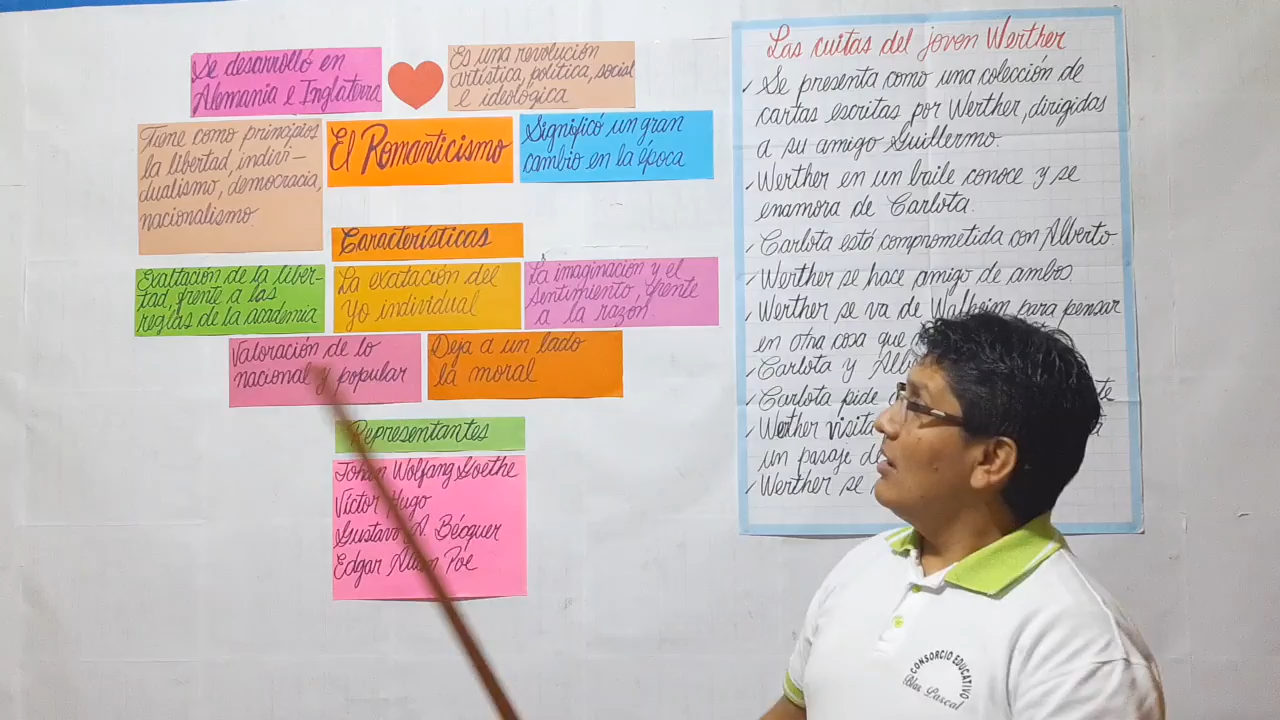 Se desarrolló en
Alemania e Inglaterra
Es una revolución
artística, política, social
e ideológica
Tiene como principios
la libertad, indivi-
dualismo, democracia,
nacionalismo.
El Romanticismo
Significó un gran
cambio en la época
Características
Exaltación de la liber-
tad, frente a las
reglas de la academia
La exaltación del
Yo individual
La imaginación y el
sentimiento, frente
a la razón.
Valoración de lo
nacional y popular
Deja a un lado
la moral
Representantes
Johan Wolfang Goethe
Víctor Hugo
Gustavo A. Bécquer
Edgar Allam Poe
Las cuitas del joven Werther
✓ Se presenta como una colección de
cartas escritas por Werther, dirigidas
a su amigo Guillermo.
✓ Werther en un baile conoce y se
enamora de Carlota.
✓ Carlota está comprometida con Alberto.
✓ Werther se hace amigo de ambos.
✓ Werther se va de Walheim para pensar
en otra cosa que
✓ Carlota y
✓ Carlota pide
✓ Werther visita
un pasaje
✓ Werther se
CONSORCIO EDUCATIVO
Blas Pascal